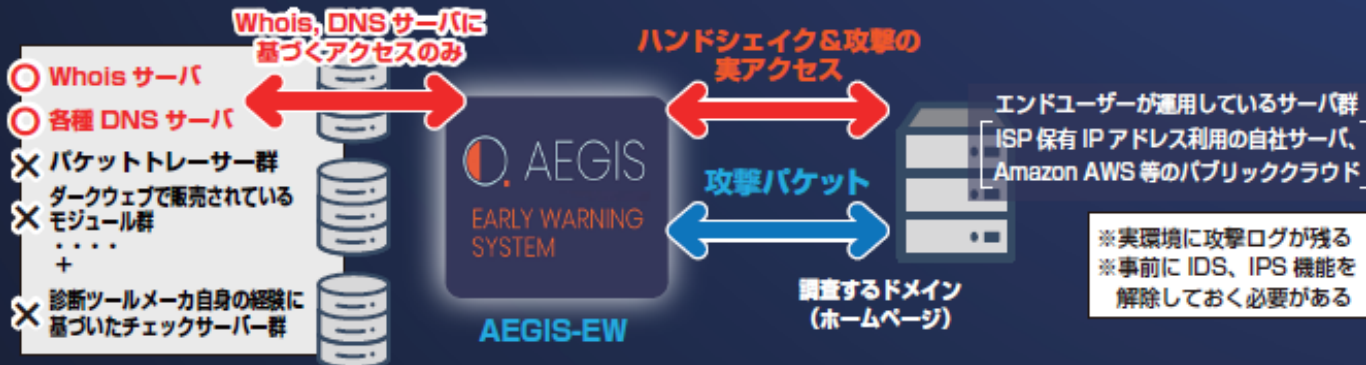 Whois, DNS サーバに
基づくアクセスのみ
○ Whois サーバ
○ 各種 DNS サーバ
× パケットトレーサー群
× ダークウェブで販売されている
モジュール群
・・・・
+
× 診断ツールメーカ自身の経験に
基づいたチェックサーバー群
AEGIS
EARLY WARNING
SYSTEM
AEGIS-EW
ハンドシェイク&攻撃の
実アクセス
攻撃パケット
調査するドメイン
(ホームページ)
エンドユーザーが運用しているサーバ群
[ISP 保有 IP アドレス利用の自社サーバ、
Amazon AWS 等のパブリッククラウド]
※実環境に攻撃ログが残る
※事前に IDS、IPS 機能を
解除しておく必要がある